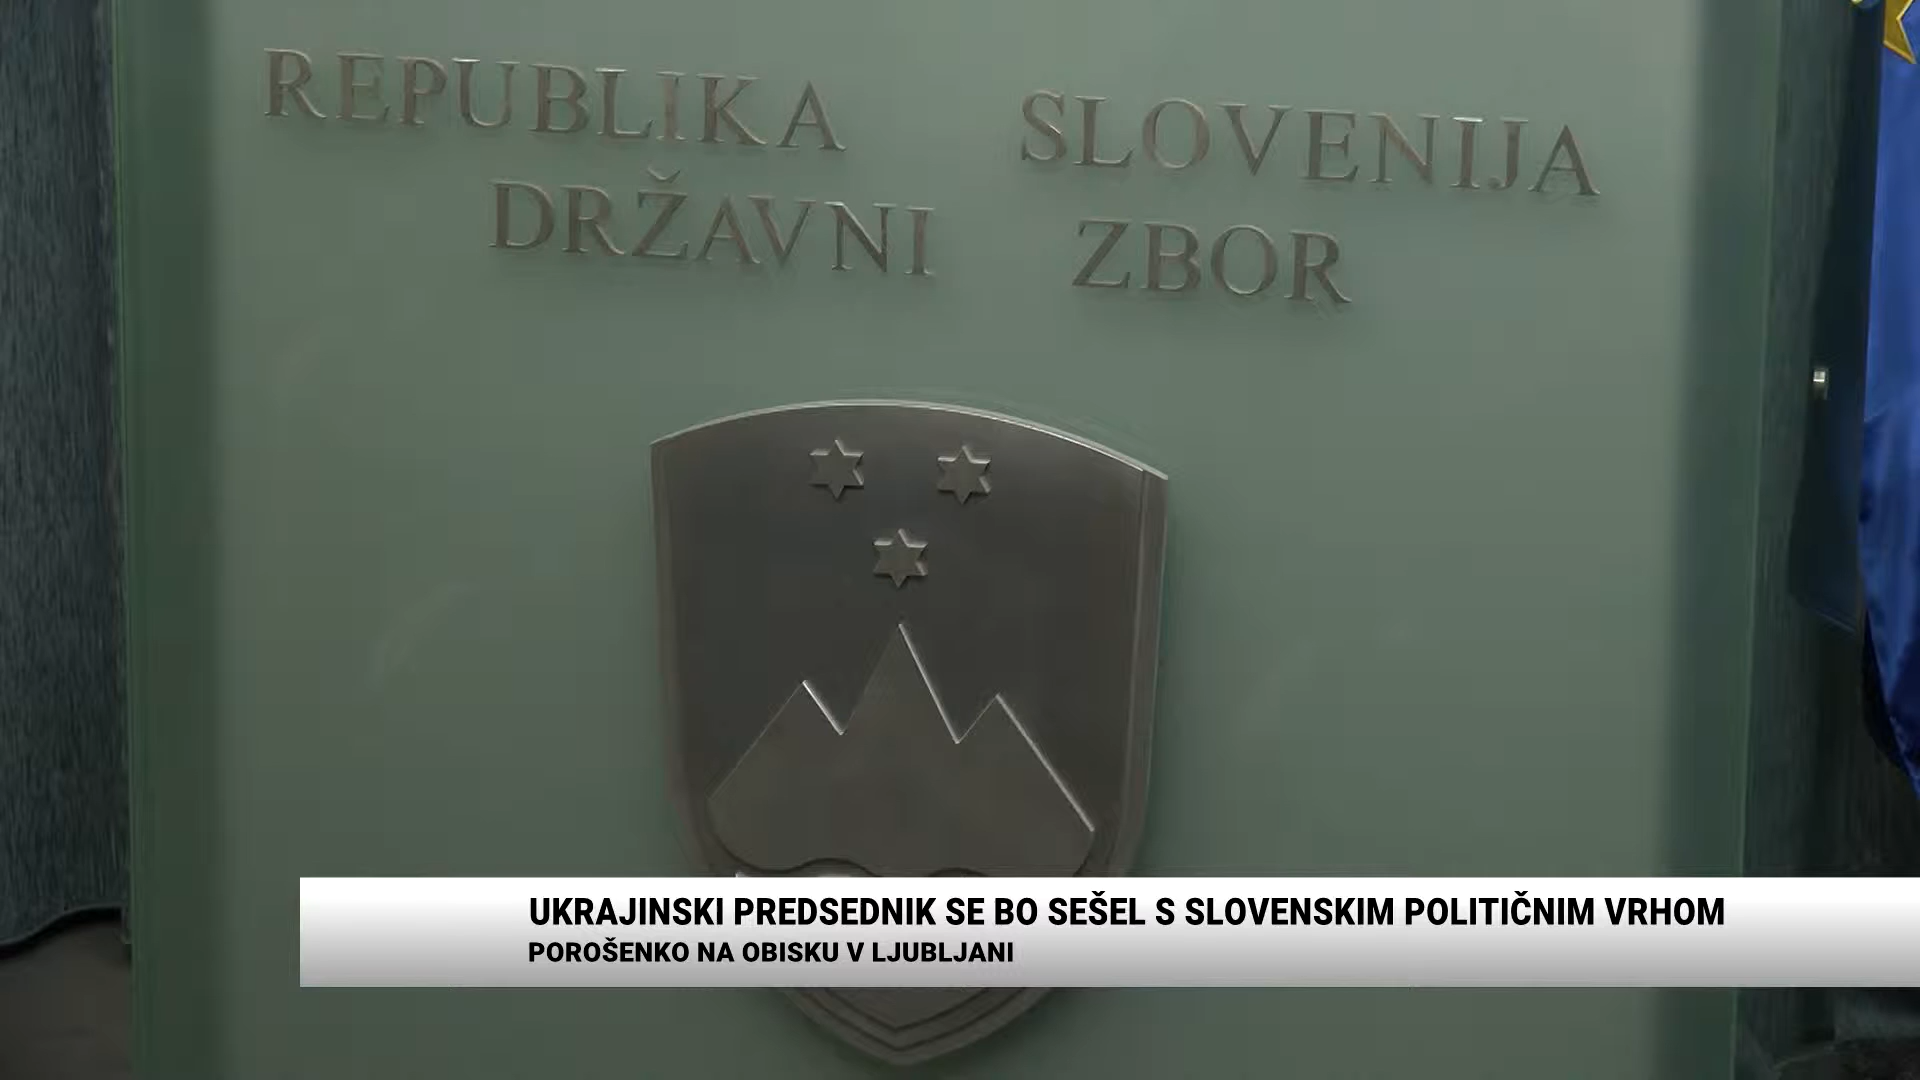 REPUBLIKA SLOVENIJA
DRŽAVNI ZBOR
UKRAJINSKI PREDSEDNIK SE BO SEŠEL S SLOVENSKIM POLITIČNIM VRHOM
POROŠENKO NA OBISKU V LJUBLJANI